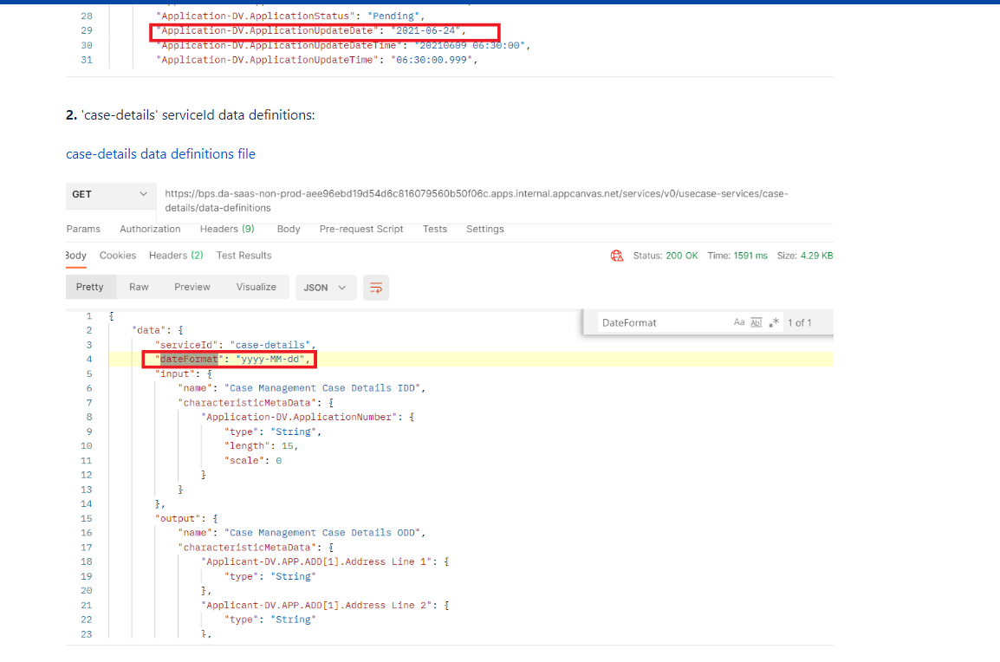 28 "Application-DV.ApplicationStatus": "Pending",
29 "Application-DV.ApplicationUpdateDate": "2021-06-24",
30 "Application-DV.ApplicationUpdateDateTime": "20210609 06:30:00",
31 "Application-DV.ApplicationUpdateTime": "06:30:00.999",
2. 'case-details' serviceId data definitions:
case-details data definitions file
GET https://bps.da-saas-non-prod-aee96ebd19d54d6c816079560b50f06c.apps.internal.appcanvas.net/services/v0/usecase-services/case-
details/data-definitions
Params Authorization Headers (9) Body Pre-request Script Tests Settings
Body Cookies Headers (2) Test Results Status: 200 OK Time: 1591 ms Size: 4.29 KB
Pretty Raw Preview Visualize JSON
DateFormat Aa Abl .* 1 of 1
1 {
2 "data": {
3 "serviceId": "case-details",
4 "dateFormat": "yyyy-MM-dd",
5 "input": {
6 "name": "Case Management Case Details IDD",
7 "characteristicMetaData": {
8 "Application-DV.ApplicationNumber": {
9 "type": "String",
10 "length": 15,
11 "scale": 0
12 }
13 }
14 },
15 "output": {
16 "name": "Case Management Case Details ODD",
17 "characteristicMetaData": {
18 "Applicant-DV.APP.ADD[1].Address Line 1": {
19 "type": "String"
20 },
21 "Applicant-DV.APP.ADD[1].Address Line 2": {
22 "type": "String"
23 },